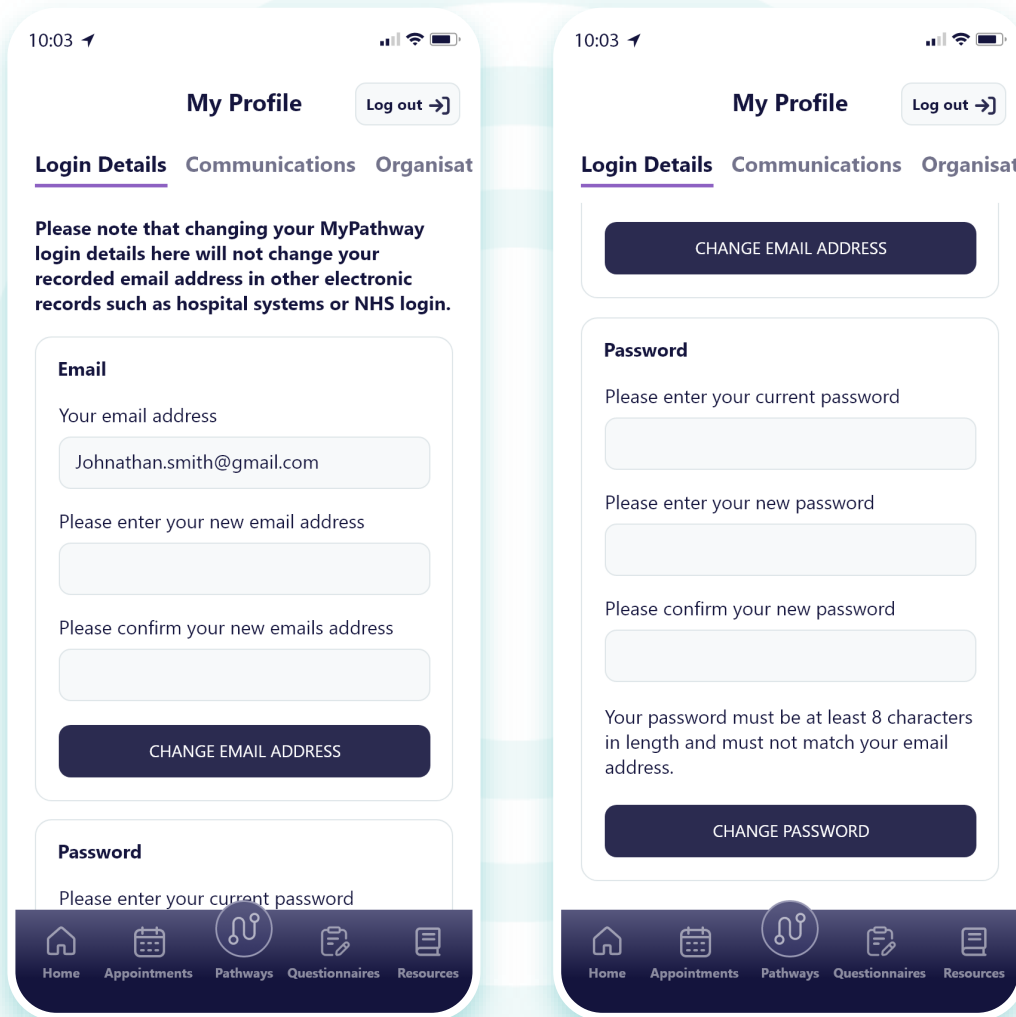 10:03
My Profile
Log out
Login Details Communications Organisat
Please note that changing your MyPathway
login details here will not change your
recorded email address in other electronic
records such as hospital systems or NHS login.
Email
Your email address
Johnathan.smith@gmail.com
Please enter your new email address
Please confirm your new emails address
CHANGE EMAIL ADDRESS
Password
Please enter your current password
Home Appointments Pathways Questionnaires Resources
10:03
My Profile
Log out
Login Details Communications Organisat
CHANGE EMAIL ADDRESS
Password
Please enter your current password
Please enter your new password
Please confirm your new password
Your password must be at least 8 characters
in length and must not match your email
address.
CHANGE PASSWORD
Home Appointments Pathways Questionnaires Resources